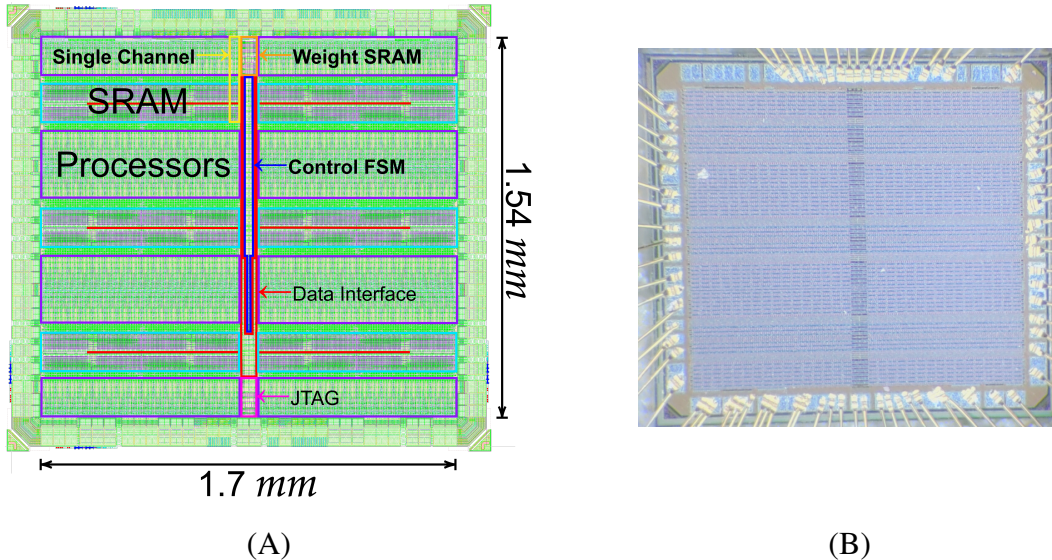 Single Channel
Weight SRAM
SRAM
Processors
Control FSM
1.54 mm
Data Interface
JTAG
1.7 mm
(A)
(B)